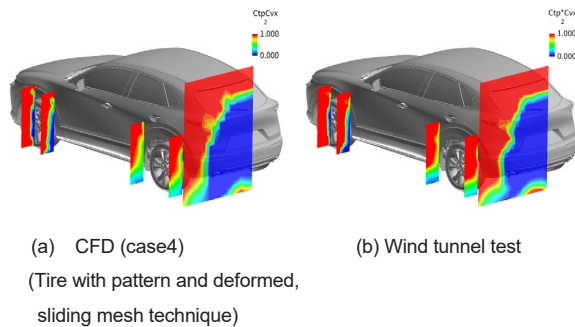 CtpCvx
2
1.000
0.000
Ctp*Cvx
2
1.000
0.000
(a) CFD (case4)
(b) Wind tunnel test
(Tire with pattern and deformed,
sliding mesh technique)